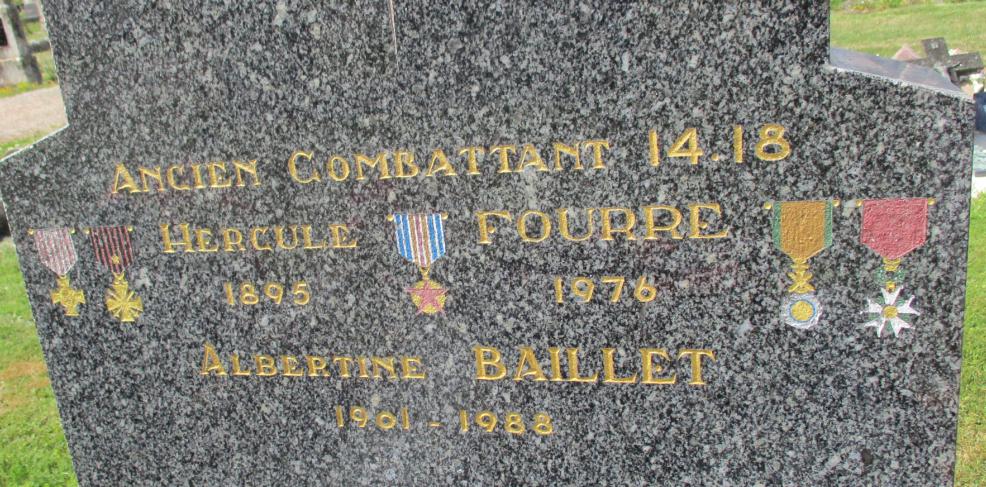 ANCIEN COMBATTANT 14.18
HERCULE FOURRE
1895 1976
ALBERTINE BAILLET
1901 - 1988